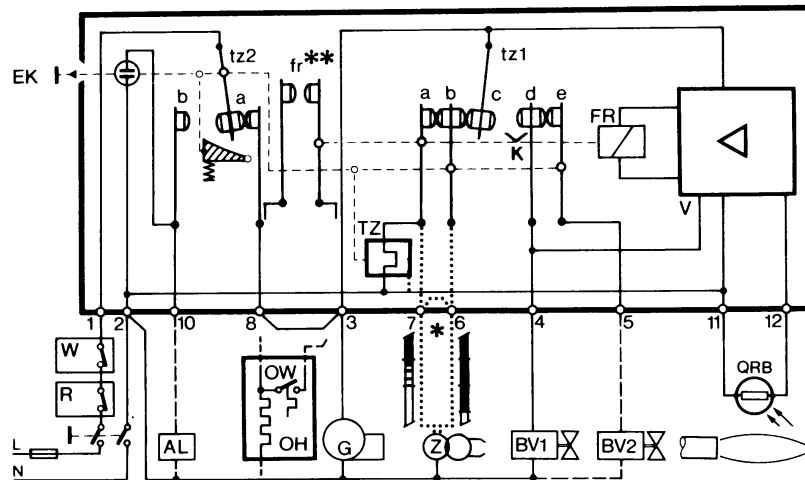 tz2
fr**
tz1
EK
b
a
a
b
c
d
e
FR
K
TZ
V
1
2
10
8
3
7
*
6
4
5
11
12
W
R
OW
QRB
L
AL
OH
G
Z
BV1
BV2
N